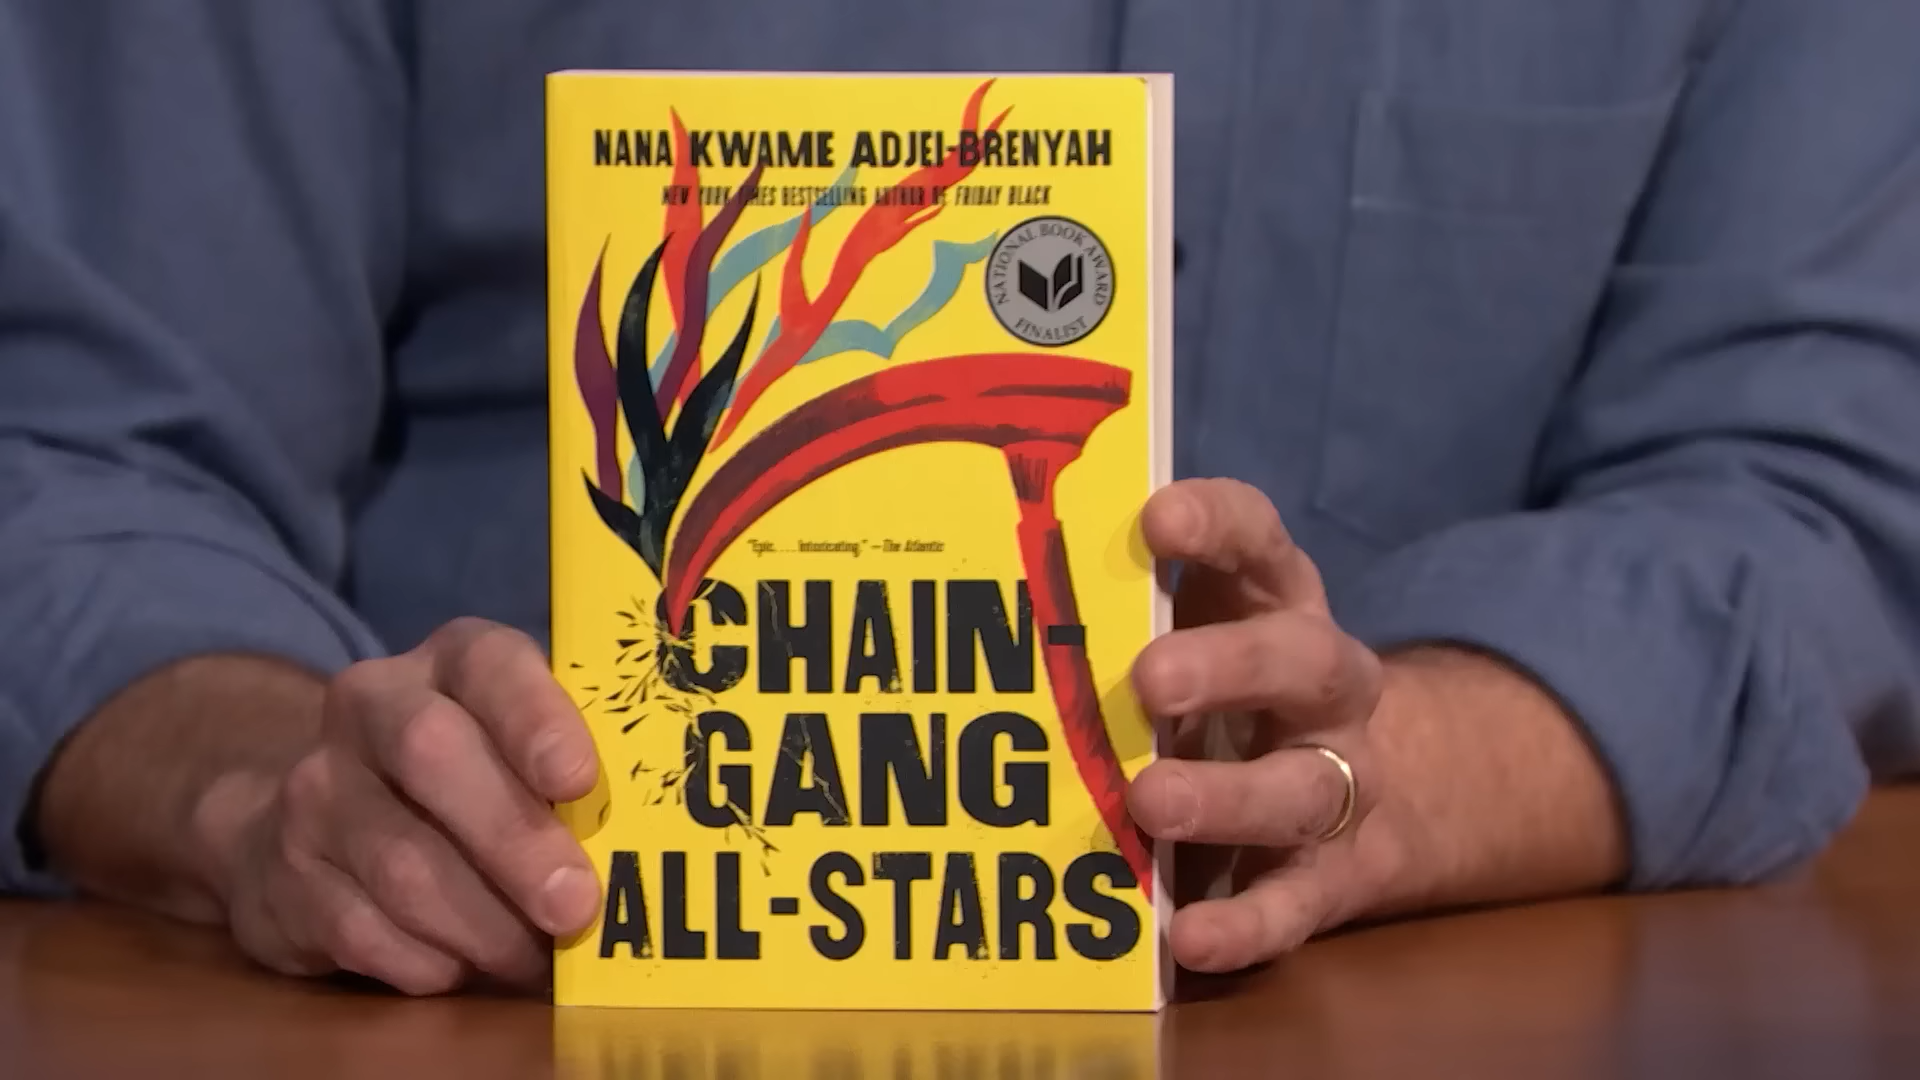 NANA KWAME ADJEI-BRENYAH
NEW YORK TIMES BESTSELLING AUTHOR OF FRIDAY BLACK
NATIONAL BOOK AWARD
FINALIST
"Epic. . . . Intoxicating." —The Atlantic
CHAIN-
GANG
ALL-STARS